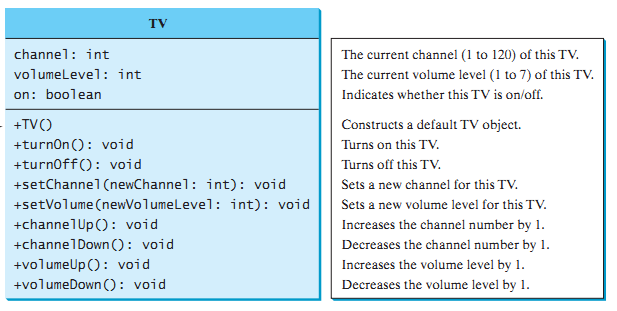 TV
channel: int
volumeLevel: int
on: boolean
+TV()
+turnOn(): void
+turnOff(): void
+setChannel(newChannel: int): void
+setVolume(newVolumeLevel: int): void
+channelUp(): void
+channelDown(): void
+volumeUp(): void
+volumeDown(): void
The current channel (1 to 120) of this TV.
The current volume level (1 to 7) of this TV.
Indicates whether this TV is on/off.
Constructs a default TV object.
Turns on this TV.
Turns off this TV.
Sets a new channel for this TV.
Sets a new volume level for this TV.
Increases the channel number by 1.
Decreases the channel number by 1.
Increases the volume level by 1.
Decreases the volume level by 1.